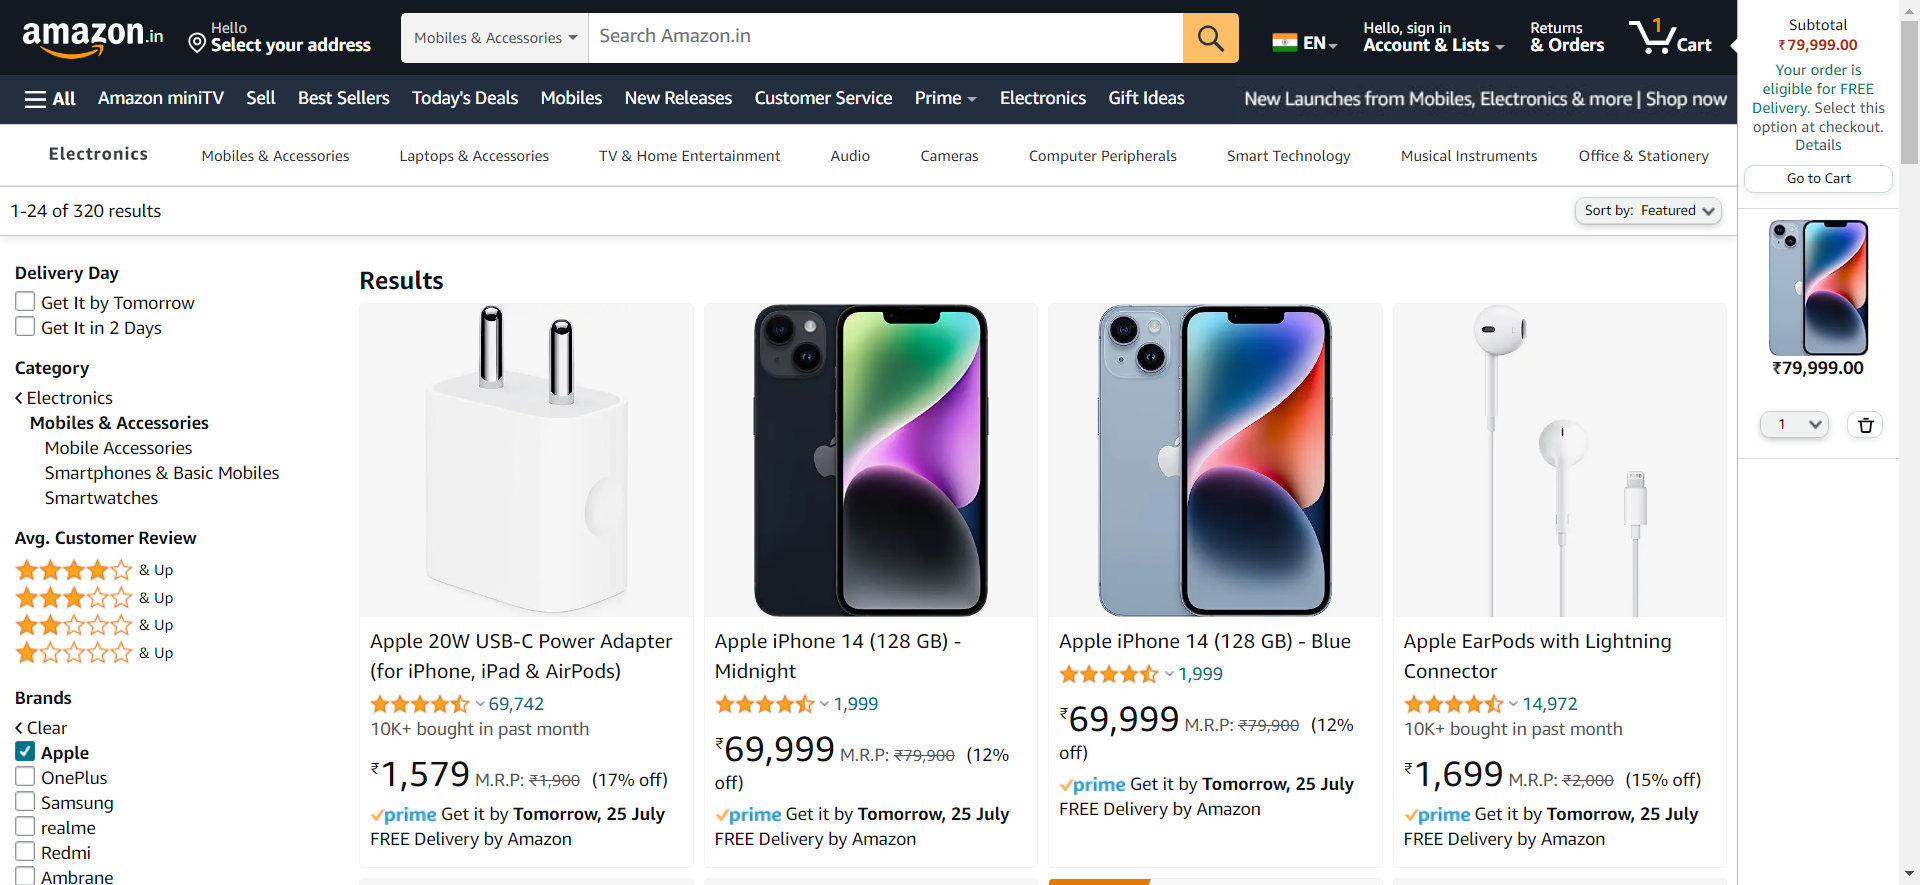 amazon.in
Hello
Select your address
Mobiles & Accessories
Search Amazon.in
EN
Hello, sign in
Account & Lists
Returns
& Orders
1
Cart
All
Amazon miniTV
Sell
Best Sellers
Today's Deals
Mobiles
New Releases
Customer Service
Prime
Electronics
Gift Ideas
New Launches from Mobiles, Electronics & more | Shop now
Electronics
Mobiles & Accessories
Laptops & Accessories
TV & Home Entertainment
Audio
Cameras
Computer Peripherals
Smart Technology
Musical Instruments
Office & Stationery
1-24 of 320 results
Sort by: Featured
Delivery Day
Get It by Tomorrow
Get It in 2 Days
Category
Electronics
Mobiles & Accessories
Mobile Accessories
Smartphones & Basic Mobiles
Smartwatches
Avg. Customer Review
& Up
& Up
& Up
& Up
Brands
Clear
Apple
OnePlus
Samsung
realme
Redmi
Ambrane
Results
Apple 20W USB-C Power Adapter
(for iPhone, iPad & AirPods)
69,742
10K+ bought in past month
₹1,579 M.R.P: ₹1,900 (17% off)
prime Get it by Tomorrow, 25 July
FREE Delivery by Amazon
Apple iPhone 14 (128 GB) -
Midnight
1,999
₹69,999 M.R.P: ₹79,900 (12%
off)
prime Get it by Tomorrow, 25 July
FREE Delivery by Amazon
Apple iPhone 14 (128 GB) - Blue
1,999
₹69,999 M.R.P: ₹79,900 (12%
off)
prime Get it by Tomorrow, 25 July
FREE Delivery by Amazon
Apple EarPods with Lightning
Connector
14,972
10K+ bought in past month
₹1,699 M.R.P: ₹2,000 (15% off)
prime Get it by Tomorrow, 25 July
FREE Delivery by Amazon
Subtotal
₹79,999.00
Your order is
eligible for FREE
Delivery. Select this
option at checkout.
Details
Go to Cart
₹79,999.00
1